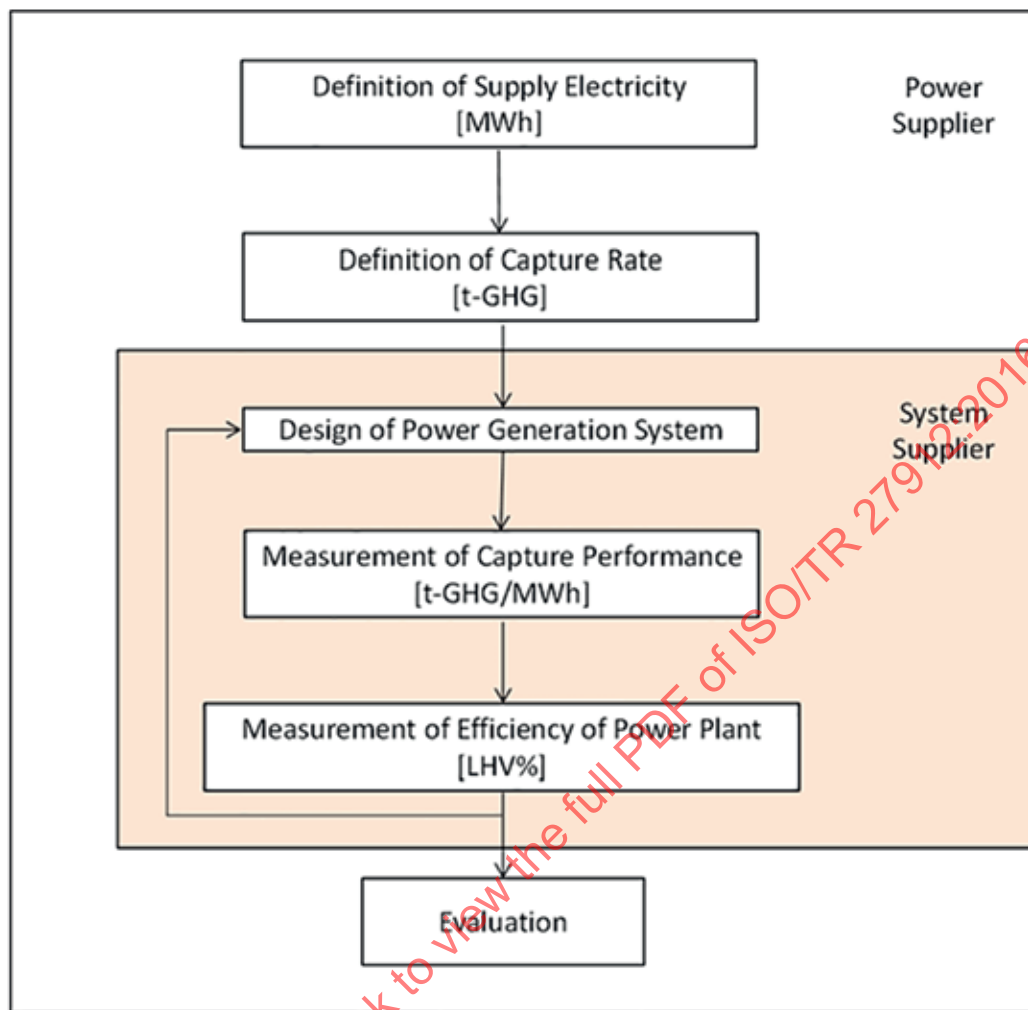 Definition of Supply Electricity
[MWh]
Power
Supplier
Definition of Capture Rate
[t-GHG]
System
Supplier
Design of Power Generation System
Measurement of Capture Performance
[t-GHG/MWh]
Measurement of Efficiency of Power Plant
[LHV%]
Evaluation
k to view the full PDF of ISO/TR 27912:2016